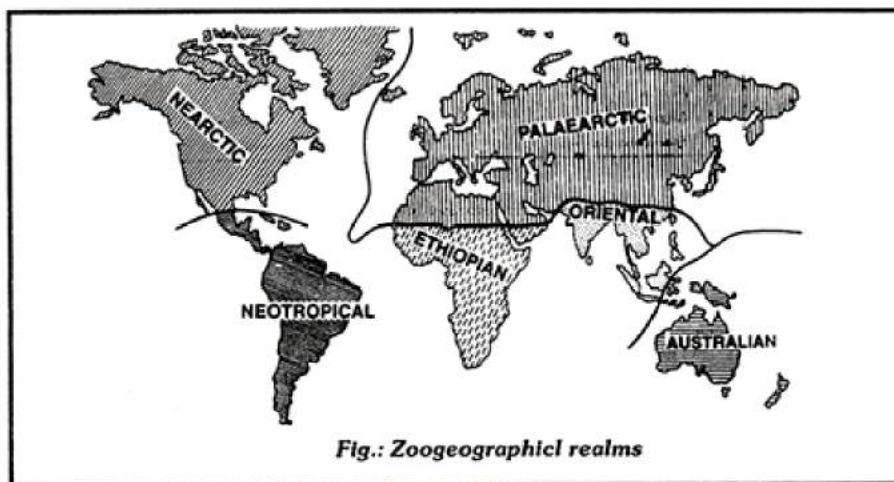 NEARCTIC
PALAEARCTIC
ORIENTAL
ETHIOPIAN
NEOTROPICAL
AUSTRALIAN
Fig.: Zoogeographicl realms